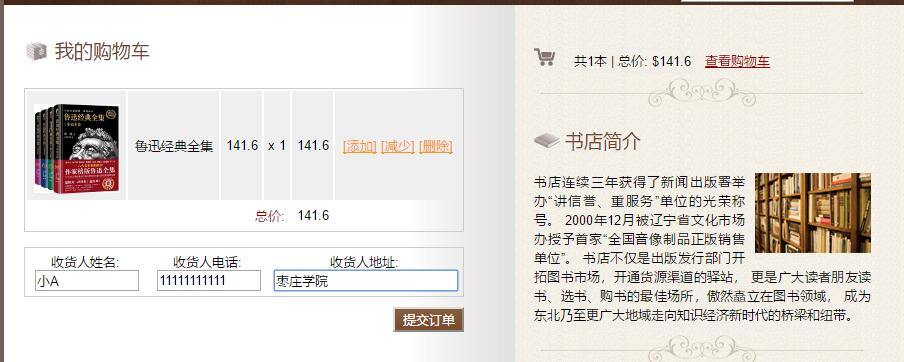 我的购物车
鲁迅经典全集
作家榜版鲁迅全集
鲁迅经典全集 141.6 x 1 141.6 [添加] [减少] [删除]
总价: 141.6
收货人姓名: 收货人电话: 收货人地址:
小A 11111111111 枣庄学院
提交订单
共1本 | 总价: $141.6 查看购物车
书店简介
书店连续三年获得了新闻出版署举
办“讲信誉、重服务”单位的光荣称
号。 2000年12月被辽宁省文化市场
办授予首家“全国音像制品正版销售
单位”。 书店不仅是出版发行部门开
拓图书市场，开通货源渠道的驿站， 更是广大读者朋友读
书、选书、购书的最佳场所，傲然矗立在图书领域， 成为
东北乃至更广大地域走向知识经济新时代的桥梁和纽带。